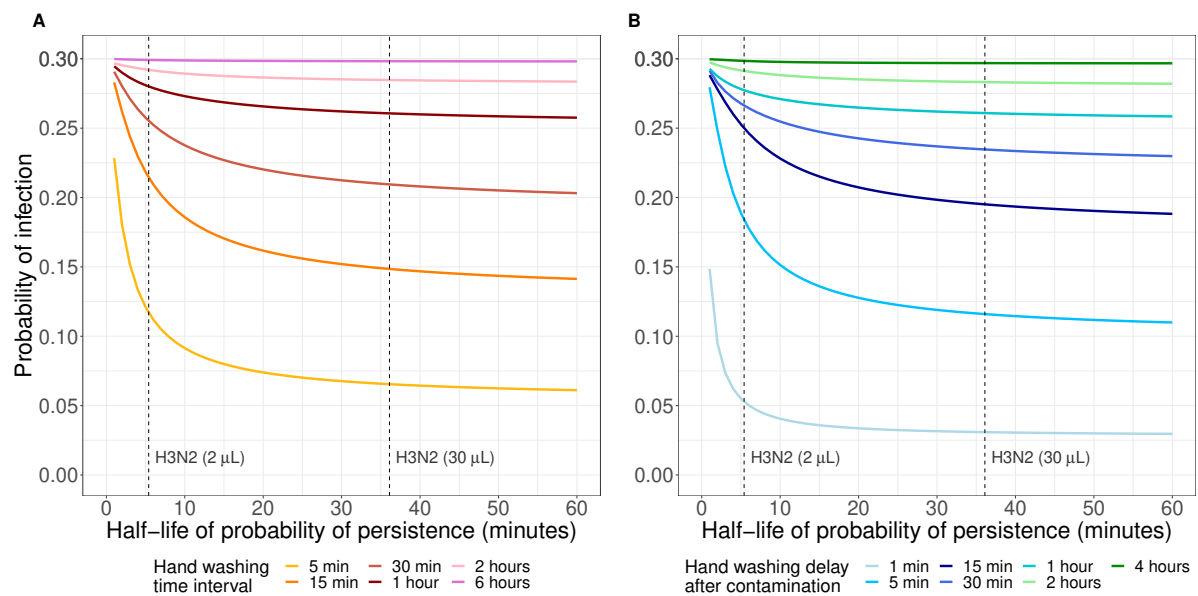 A
Probability of infection
0.30
0.25
0.20
0.15
0.10
0.05
0.00
H3N2 (2 μL)
H3N2 (30 μL)
0 10 20 30 40 50 60
Half−life of probability of persistence (minutes)
Hand washing
time interval
5 min 30 min 2 hours
15 min 1 hour 6 hours
B
0.30
0.25
0.20
0.15
0.10
0.05
0.00
H3N2 (2 μL)
H3N2 (30 μL)
0 10 20 30 40 50 60
Half−life of probability of persistence (minutes)
Hand washing delay
after contamination
1 min 15 min 1 hour 4 hours
5 min 30 min 2 hours